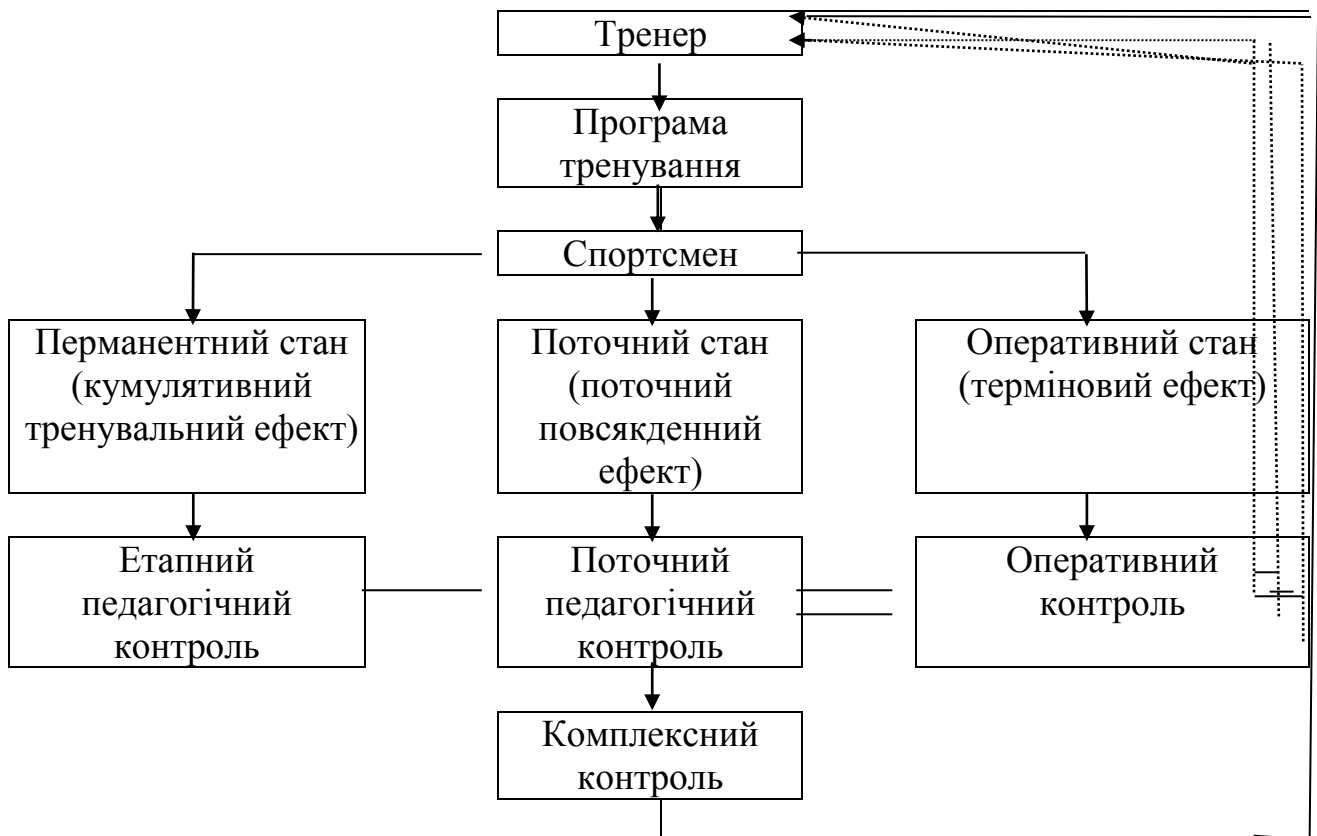 Тренер
Програма
тренування
Спортсмен
Перманентний стан
(кумулятивний
тренувальний ефект)
Поточний стан
(поточний
повсякденний
ефект)
Оперативний стан
(терміновий ефект)
Етапний
педагогічний
контроль
Поточний
педагогічний
контроль
Оперативний
контроль
Комплексний
контроль